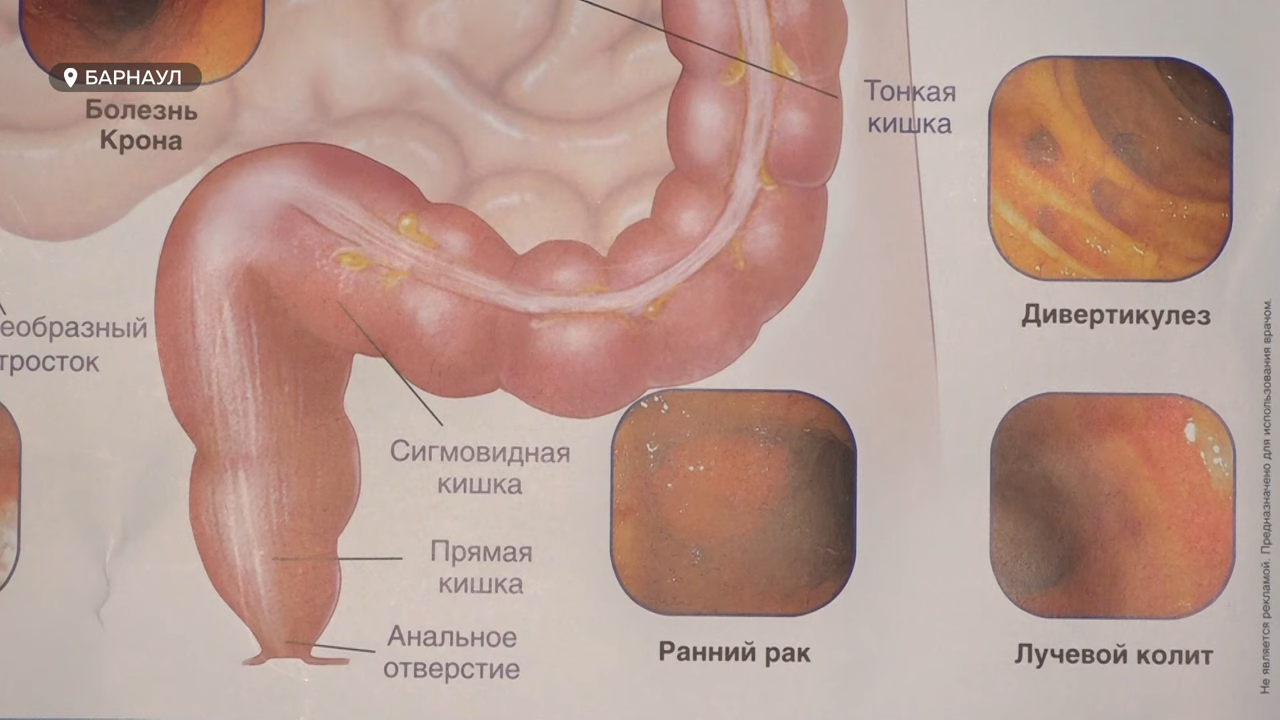 БАРНАУЛ
Болезнь
Крона
Тонкая
кишка
Дивертикулез
еобразный
тросток
Сигмовидная
кишка
Прямая
кишка
Анальное
отверстие
Ранний рак
Лучевой колит
Не является рекламой. Предназначено для использования врачом.